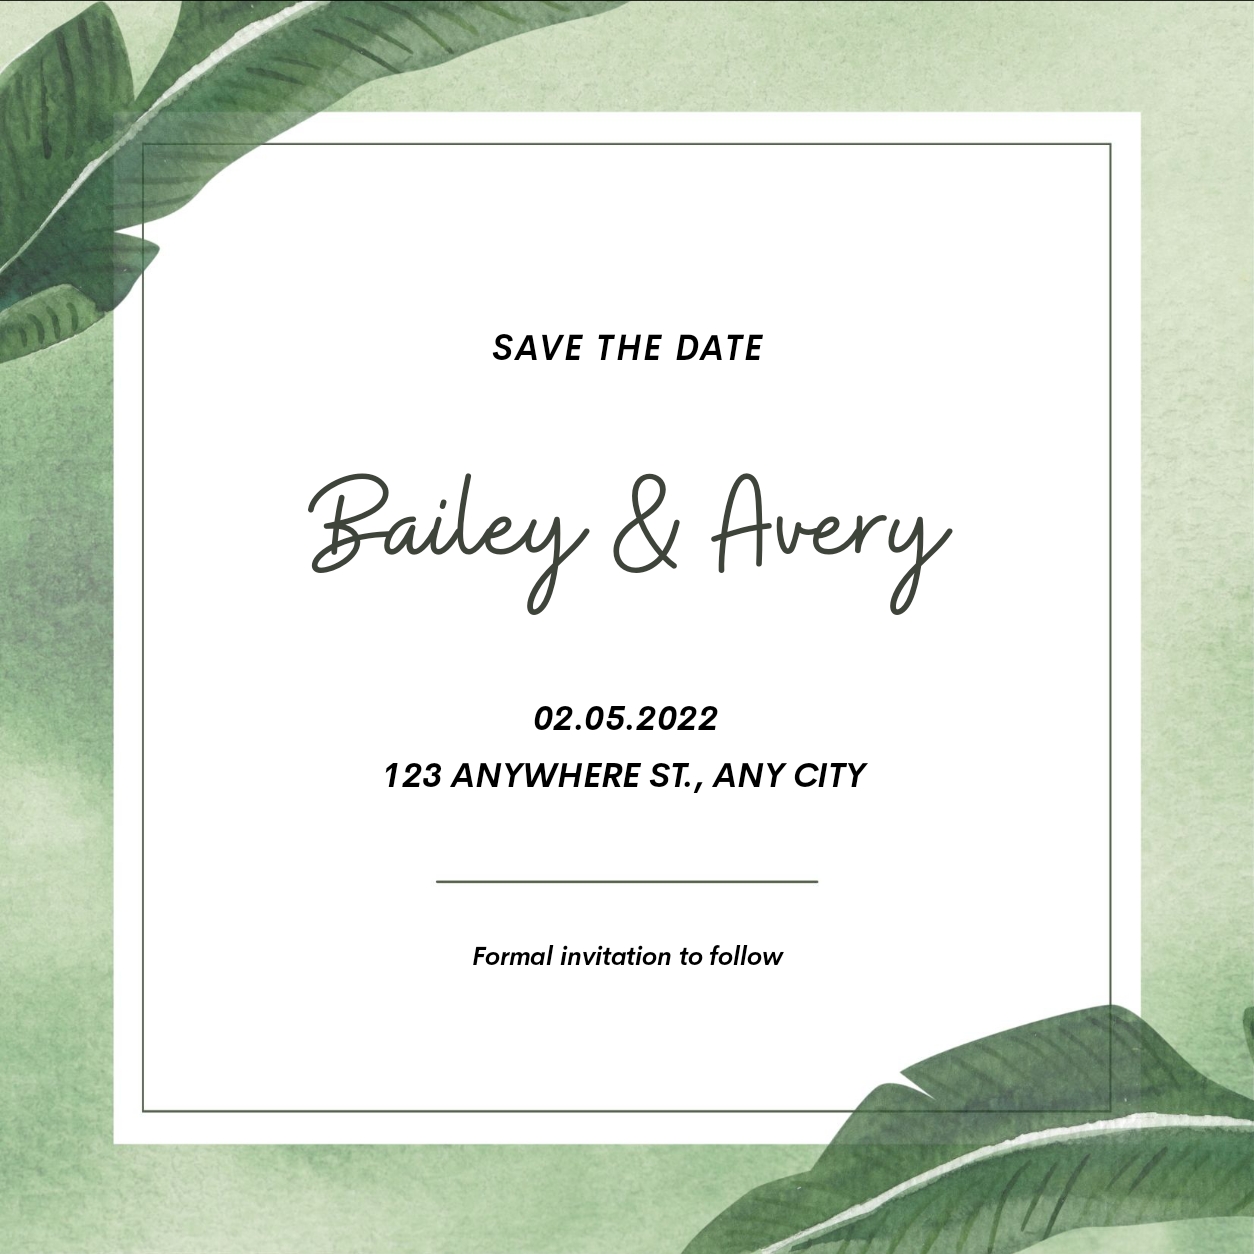 SAVE THE DATE
Bailey & Avery
02.05.2022
123 ANYWHERE ST., ANY CITY
Formal invitation to follow